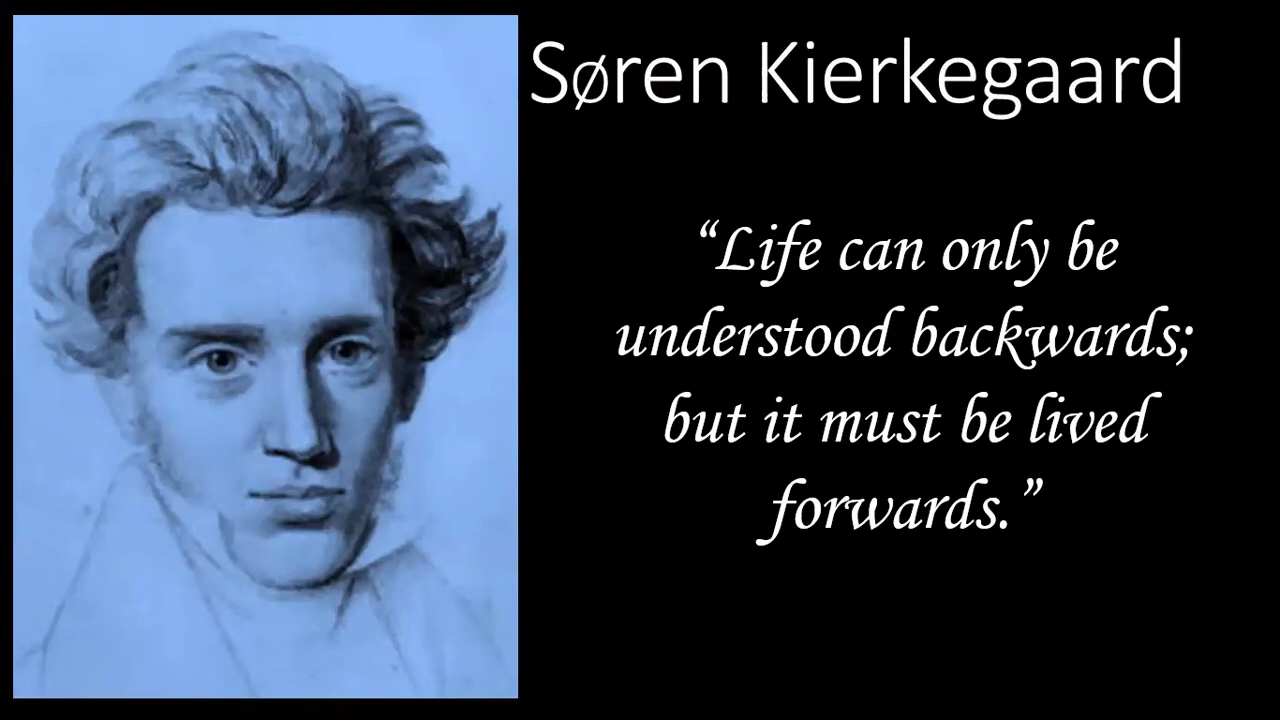 Søren Kierkegaard
“Life can only be
understood backwards;
but it must be lived
forwards.”